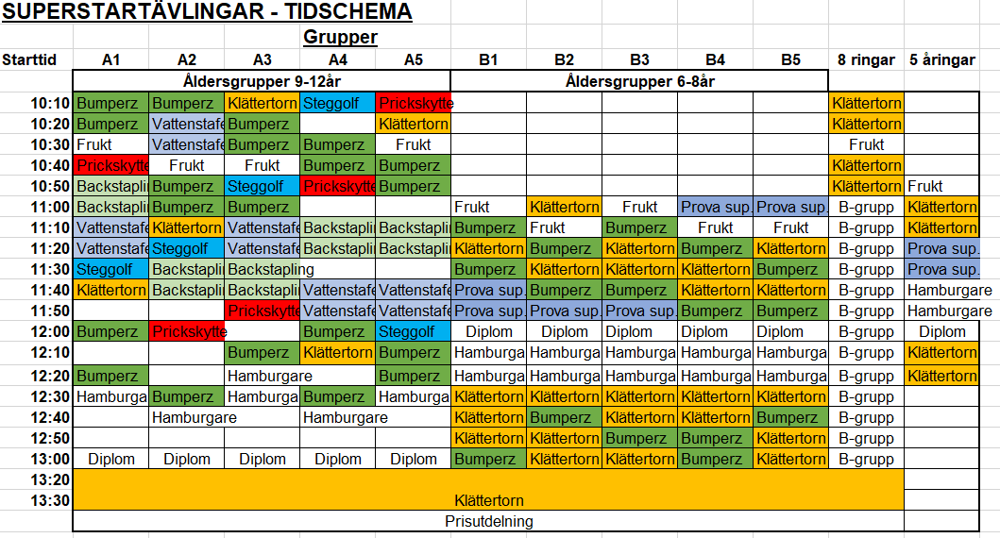 SUPERSTARTÄVLINGAR - TIDSCHEMA
Grupper
Starttid A1 A2 A3 A4 A5 B1 B2 B3 B4 B5 8 ringar 5 åringar
Åldersgrupper 9-12år Åldersgrupper 6-8år
10:10 Bumperz Bumperz Klättertorn Steggolf Prickskytte Klättertorn
10:20 Bumperz Vattenstafe Bumperz Klättertorn Klättertorn
10:30 Frukt Vattenstafe Bumperz Bumperz Frukt Frukt
10:40 Prickskytte Frukt Frukt Bumperz Bumperz Klättertorn
10:50 Backstaplin Bumperz Steggolf Prickskytte Bumperz Klättertorn Frukt
11:00 Backstaplin Bumperz Bumperz Frukt Klättertorn Frukt Prova sup. Prova sup. B-grupp Klättertorn
11:10 Vattenstafe Klättertorn Vattenstafe Backstaplin Backstaplin Bumperz Frukt Bumperz Frukt Frukt B-grupp Klättertorn
11:20 Vattenstafe Steggolf Vattenstafe Backstaplin Backstaplin Klättertorn Bumperz Klättertorn Bumperz Klättertorn B-grupp Prova sup.
11:30 Steggolf Backstaplin Backstapling Bumperz Klättertorn Klättertorn Klättertorn Bumperz B-grupp Prova sup.
11:40 Klättertorn Backstaplin Backstaplin Vattenstafe Vattenstafe Prova sup. Bumperz Bumperz Klättertorn Klättertorn B-grupp Hamburgare
11:50 Prickskytte Vattenstafe Vattenstafe Prova sup. Prova sup. Prova sup. Bumperz Bumperz B-grupp Hamburgare
12:00 Bumperz Prickskytte Bumperz Steggolf Diplom Diplom Diplom Diplom Diplom B-grupp Diplom
12:10 Bumperz Klättertorn Bumperz Hamburga Hamburga Hamburga Hamburga Hamburga B-grupp Klättertorn
12:20 Bumperz Hamburgare Bumperz Hamburga Hamburga Hamburga Hamburga Hamburga B-grupp Klättertorn
12:30 Hamburga Bumperz Hamburga Bumperz Hamburga Klättertorn Klättertorn Klättertorn Klättertorn Klättertorn B-grupp
12:40 Hamburgare Hamburgare Klättertorn Bumperz Klättertorn Klättertorn Bumperz B-grupp
12:50 Klättertorn Klättertorn Bumperz Bumperz Klättertorn B-grupp
13:00 Diplom Diplom Diplom Diplom Diplom Bumperz Klättertorn Klättertorn Bumperz Klättertorn B-grupp
13:20
13:30 Klättertorn
Prisutdelning